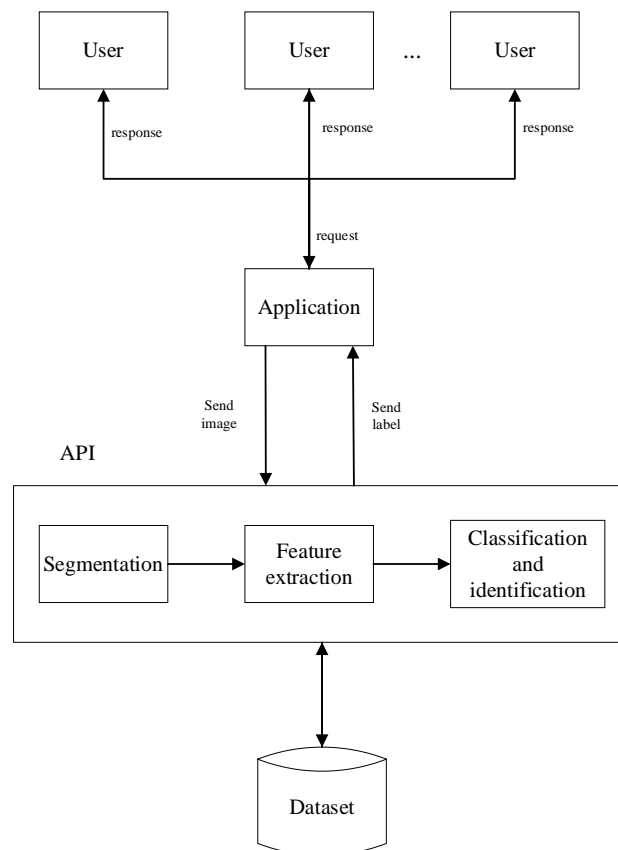 User
User
...
User
response
response
response
request
Application
Send
image
Send
label
API
Segmentation
Feature
extraction
Classification
and
identification
Dataset